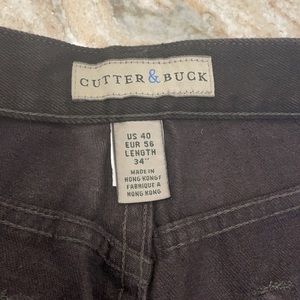 CUTTER & BUCK
US 40
EUR 56
LENGTH
34"
MADE IN
HONG KONG/
FABRIQUE A
HONG KONG